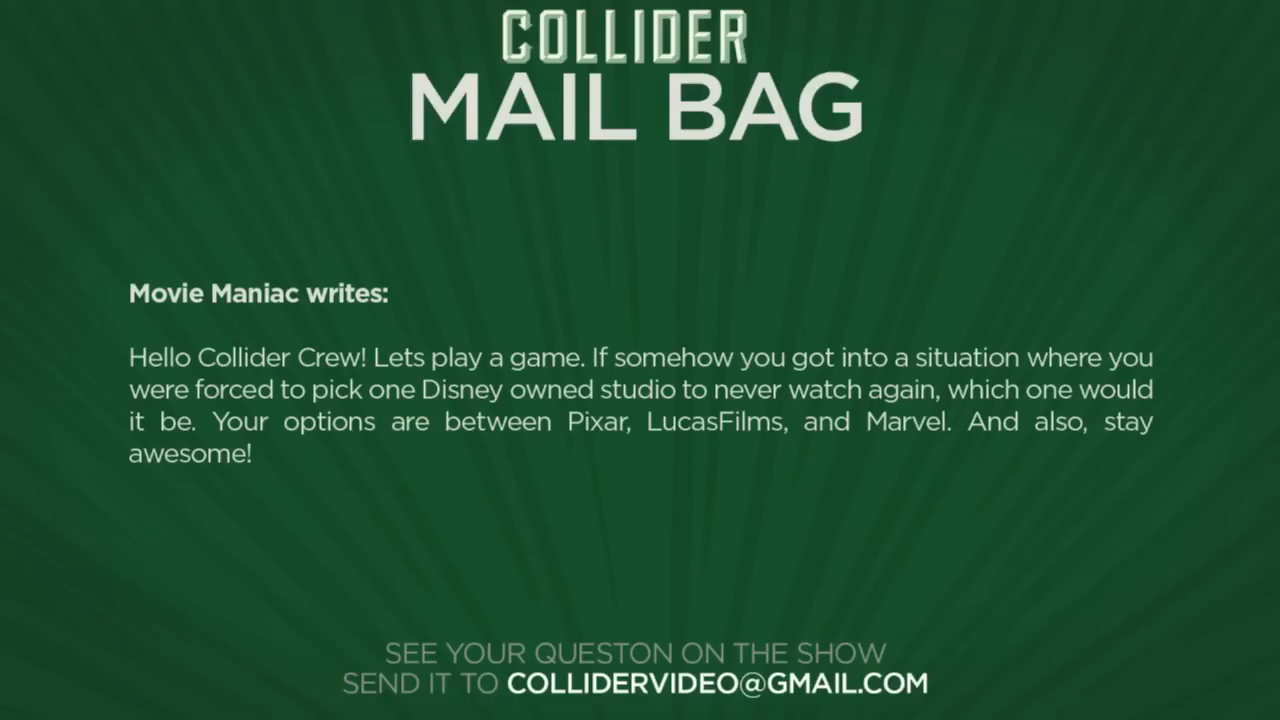 COLLIDER
MAIL BAG
Movie Maniac writes:
Hello Collider Crew! Lets play a game. If somehow you got into a situation where you
were forced to pick one Disney owned studio to never watch again, which one would
it be. Your options are between Pixar, LucasFilms, and Marvel. And also, stay
awesome!
SEE YOUR QUESTON ON THE SHOW
SEND IT TO COLLIDERVIDEO@GMAIL.COM